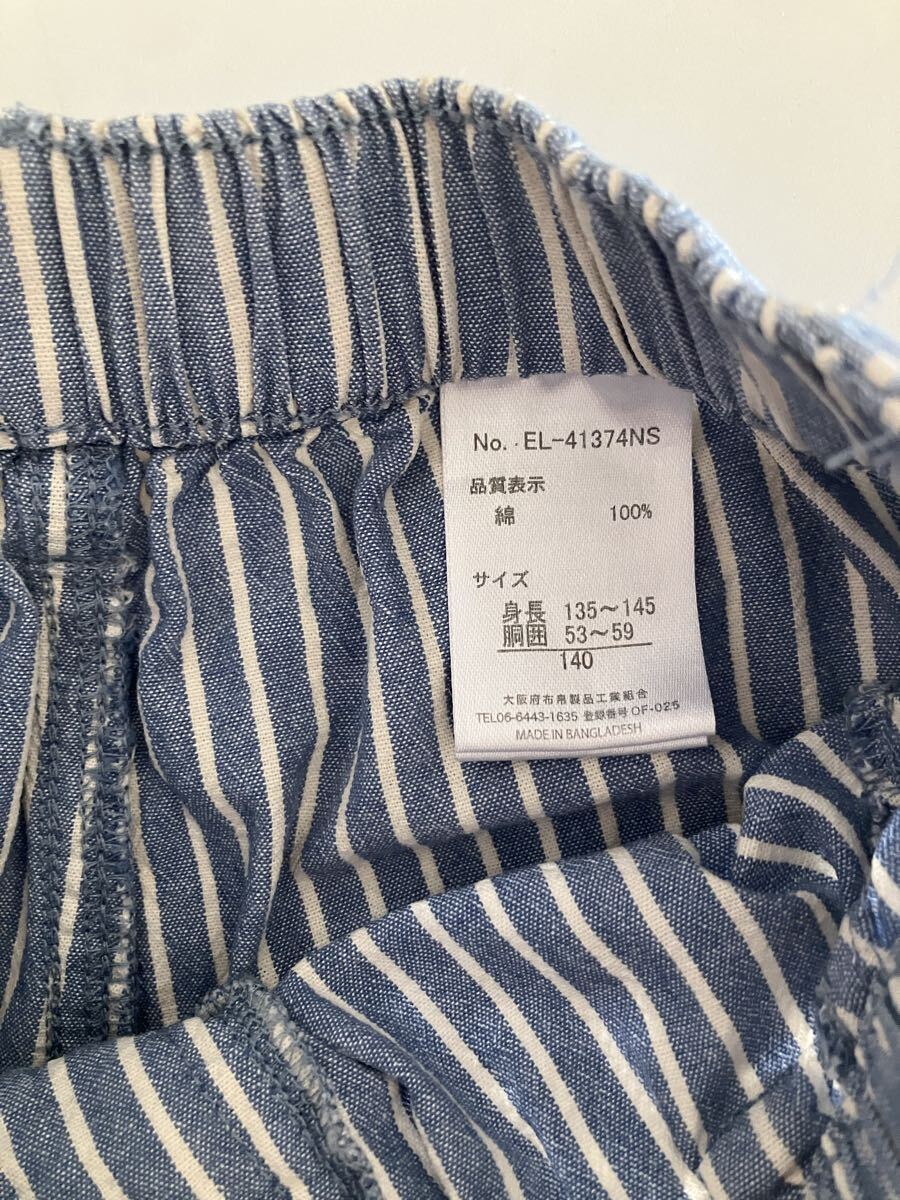 No. EL-41374NS
品質表示
綿 100%
サイズ
身長 135～145
胴囲 53～59
140
大阪府布帛製品工業組合
TEL06-6443-1635 登録番号 OF-025
MADE IN BANGLADESH